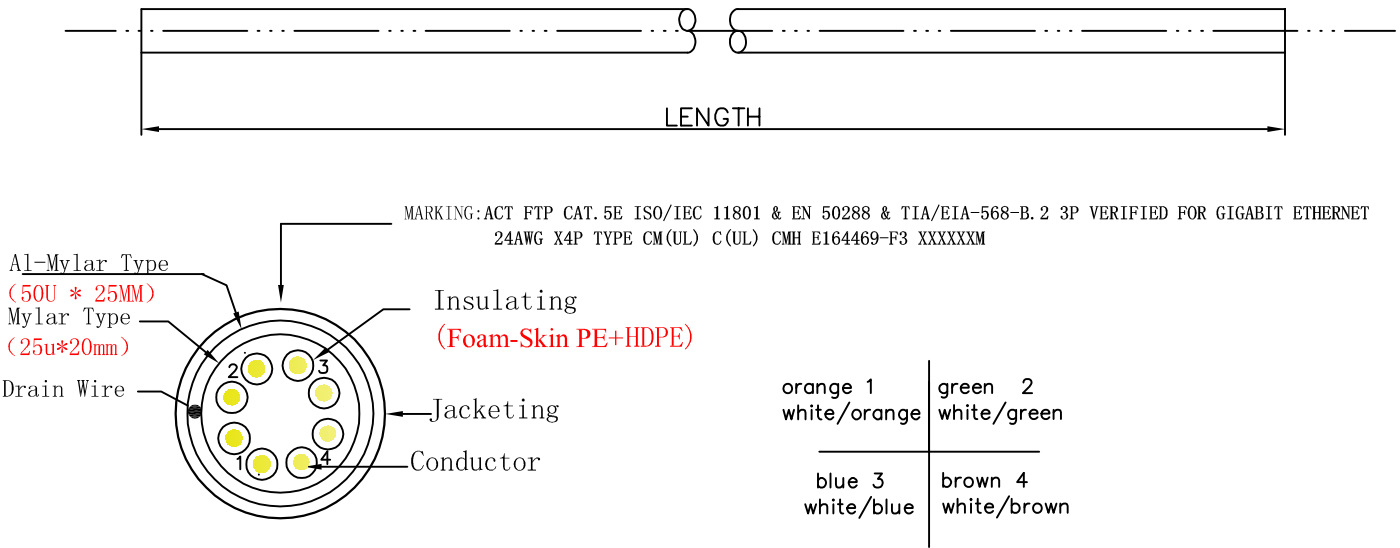 LENGTH
MARKING:ACT FTP CAT.5E ISO/IEC 11801 & EN 50288 & TIA/EIA-568-B.2 3P VERIFIED FOR GIGABIT ETHERNET
24AWG X4P TYPE CM(UL) C(UL) CMH E164469-F3 XXXXXXM
Al-Mylar Type
(50U * 25MM)
Mylar Type
(25u*20mm)
Drain Wire
Insulating
(Foam-Skin PE+HDPE)
Jacketing
Conductor
2
3
1
4
orange 1
white/orange
green 2
white/green
blue 3
white/blue
brown 4
white/brown